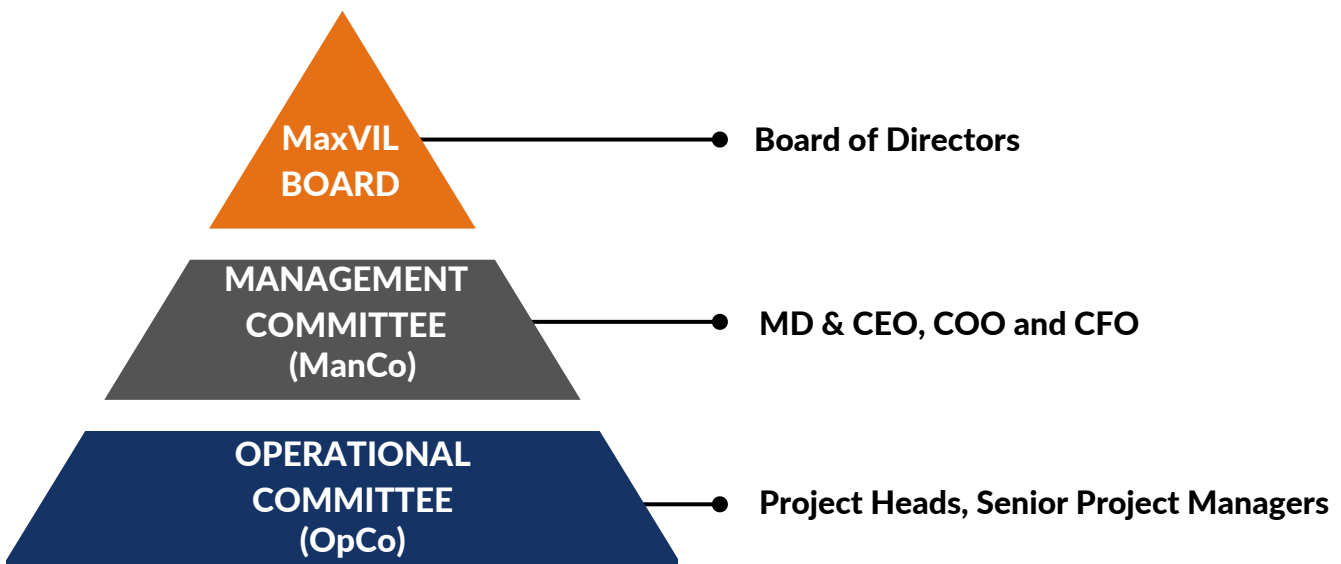 MaxVIL
BOARD
Board of Directors
MANAGEMENT
COMMITTEE
(ManCo)
MD & CEO, COO and CFO
OPERATIONAL
COMMITTEE
(OpCo)
Project Heads, Senior Project Managers